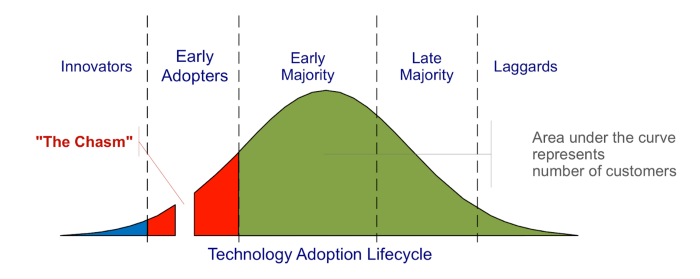 Innovators
Early
Adopters
Early
Majority
Late
Majority
Laggards
"The Chasm"
Area under the curve
represents
number of customers
Technology Adoption Lifecycle